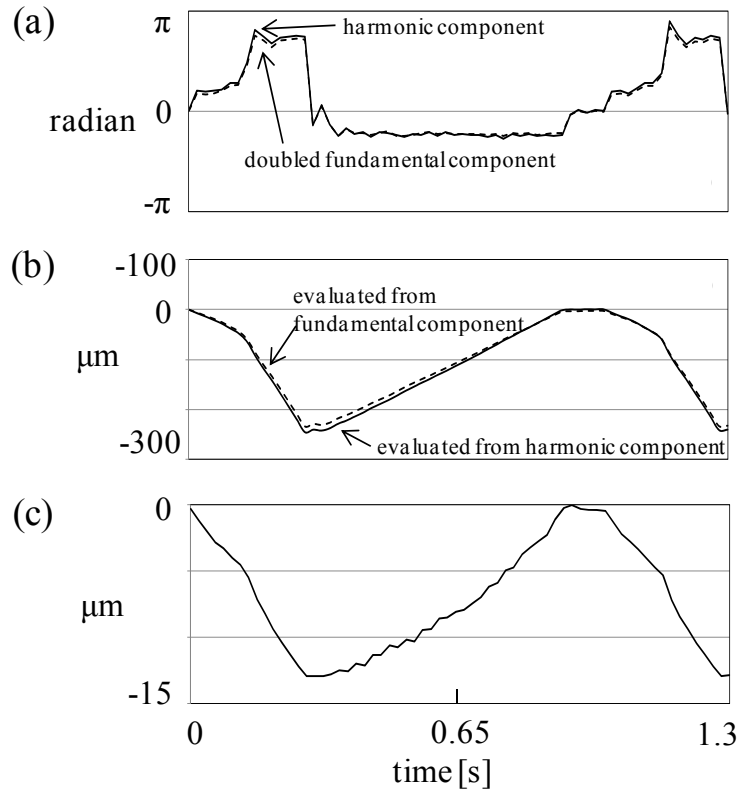 (a)
π
harmonic component
radian
0
doubled fundamental component
-π
(b)
-100
0
evaluated from
fundamental component
μm
-300
evaluated from harmonic component
(c)
0
μm
-15
0
0.65
1.3
time [s]